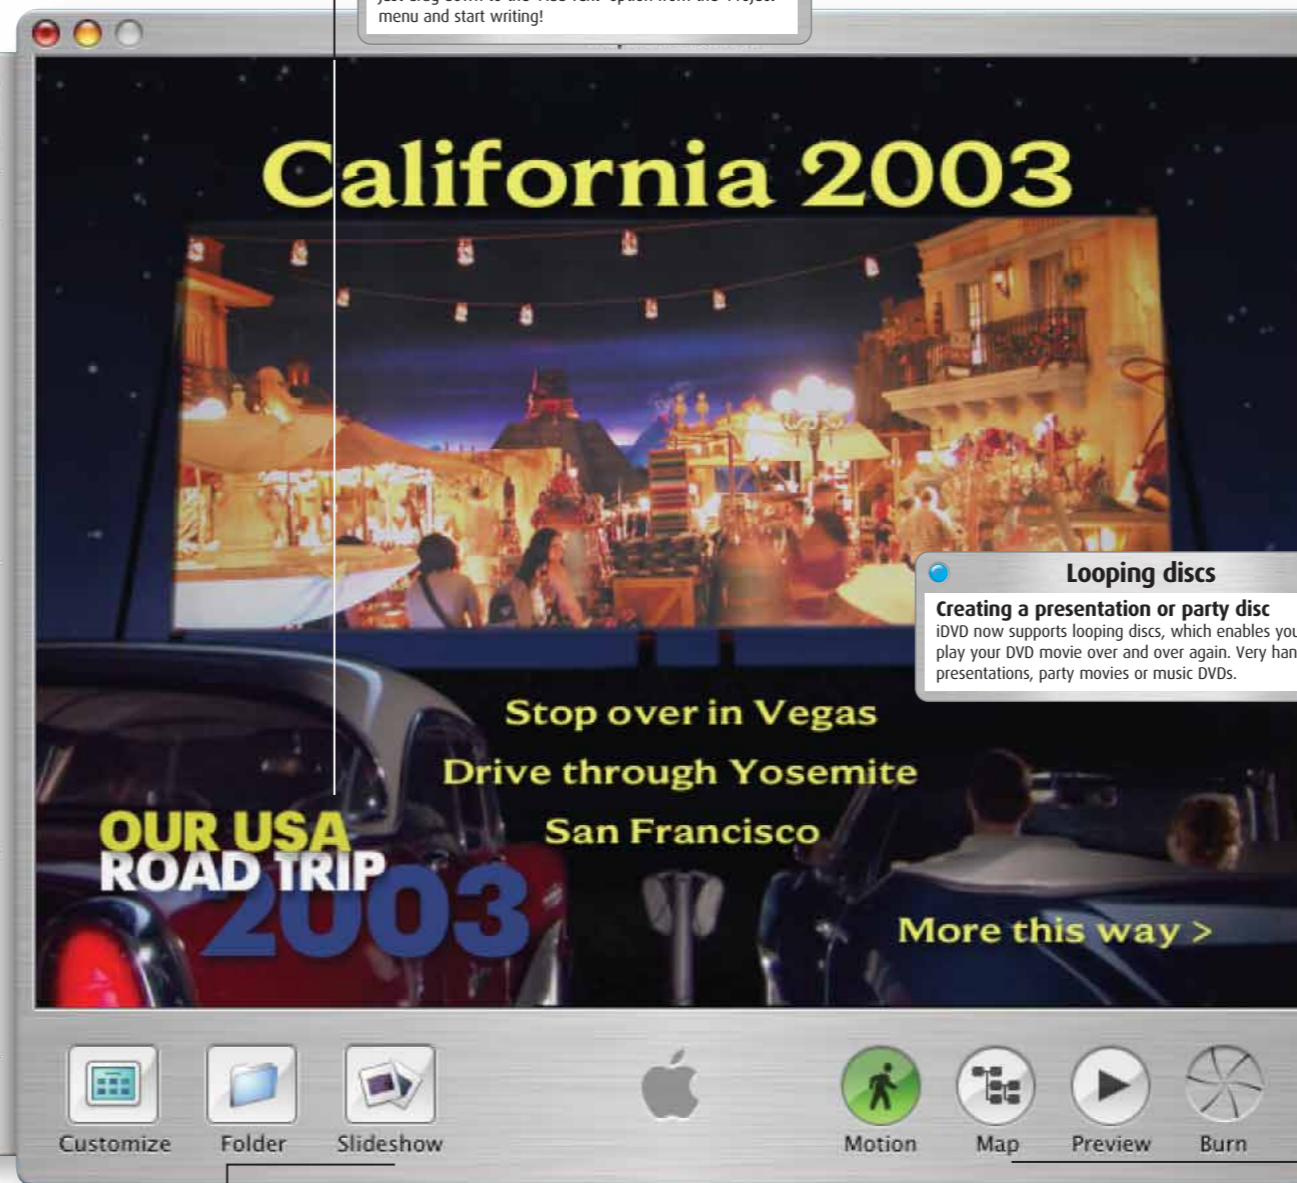 menu and start writing!
California 2003
Looping discs
Creating a presentation or party disc
iDVD now supports looping discs, which enables you
play your DVD movie over and over again. Very han
presentations, party movies or music DVDs.
Stop over in Vegas
Drive through Yosemite
San Francisco
OUR USA
ROAD TRIP
2003
More this way >
Customize
Folder
Slideshow
Motion
Map
Preview
Burn